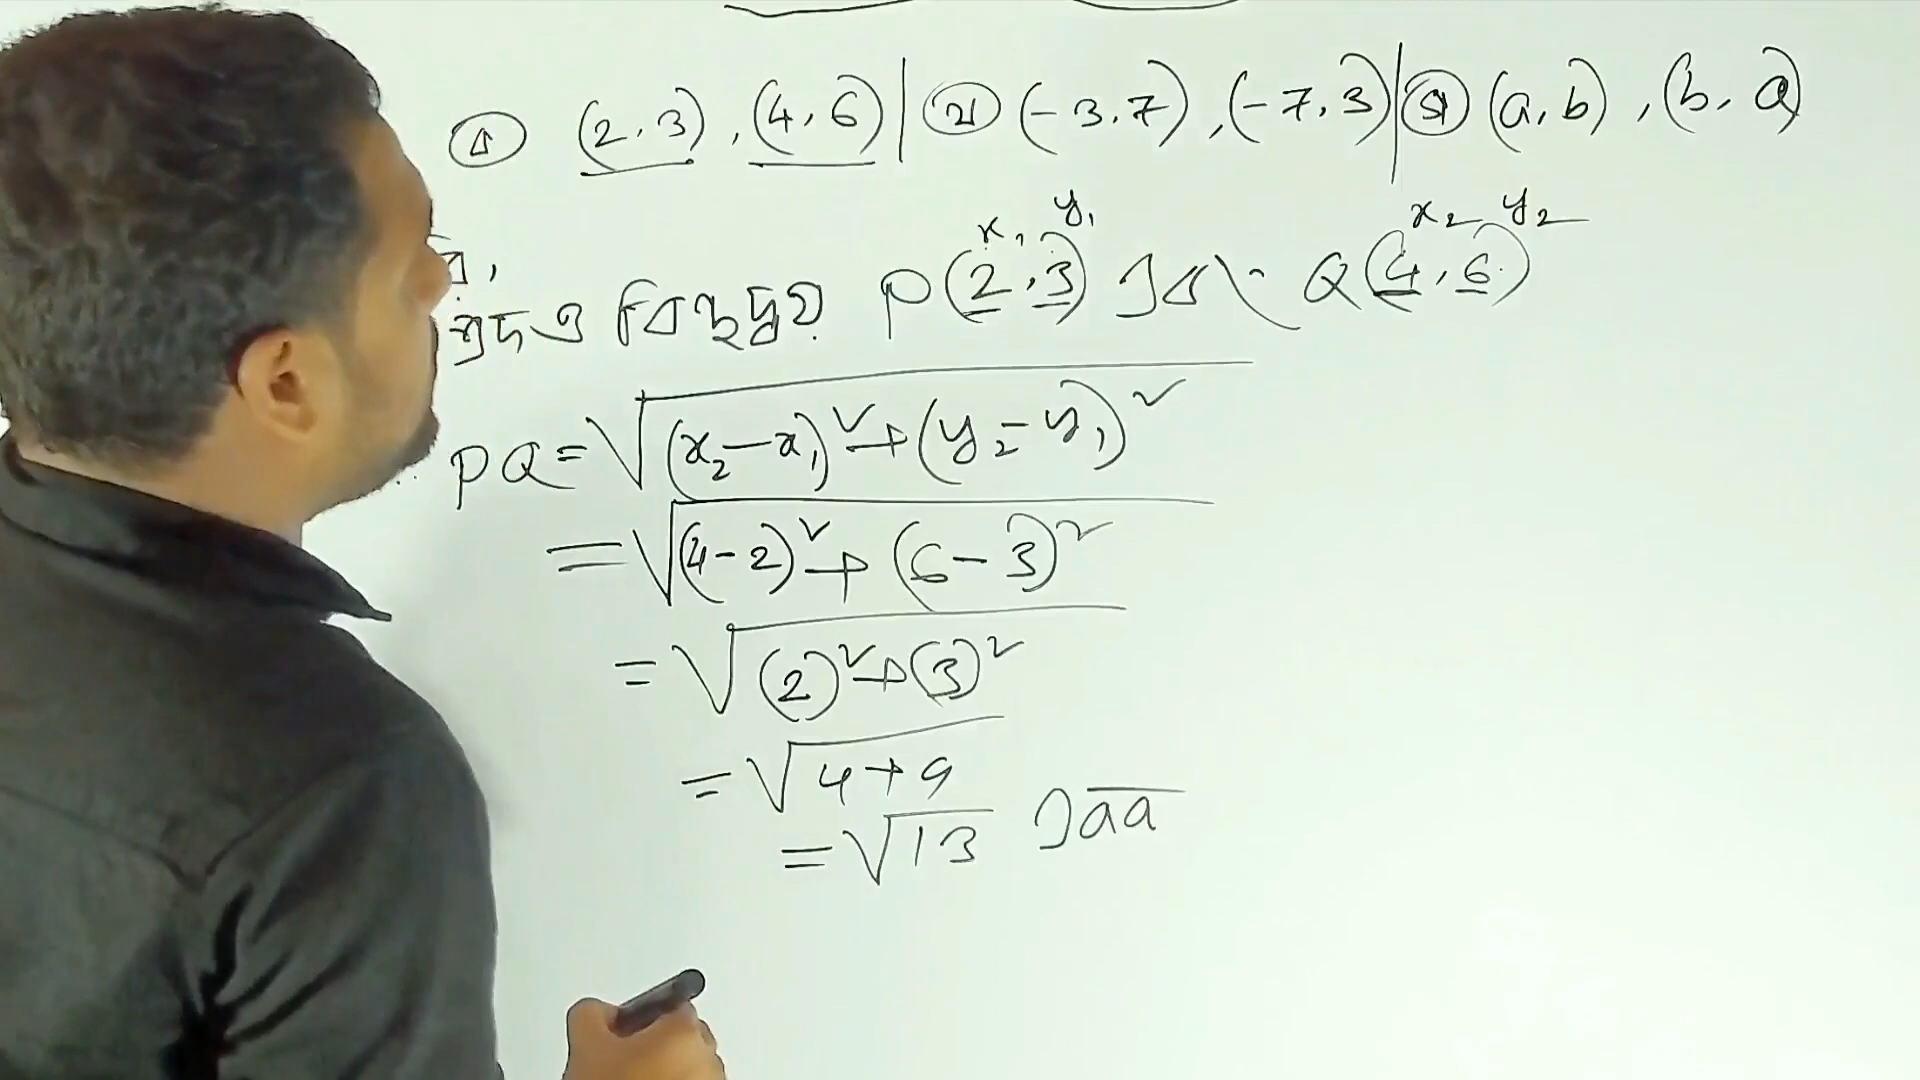 ১ (2, 3), (4, 6) | ২ (-3, 7), (-7, 3) | ৩ (a, b), (b, a)
x₁ y₁ x₂ y₂
প্রদত্ত বিন্দুদ্বয় P(2, 3) এবং Q(4, 6)
PQ = √((x₂ - x₁)² + (y₂ - y₁)²)
= √((4 - 2)² + (6 - 3)²)
= √((2)² + (3)²)
= √(4 + 9)
= √13 একক